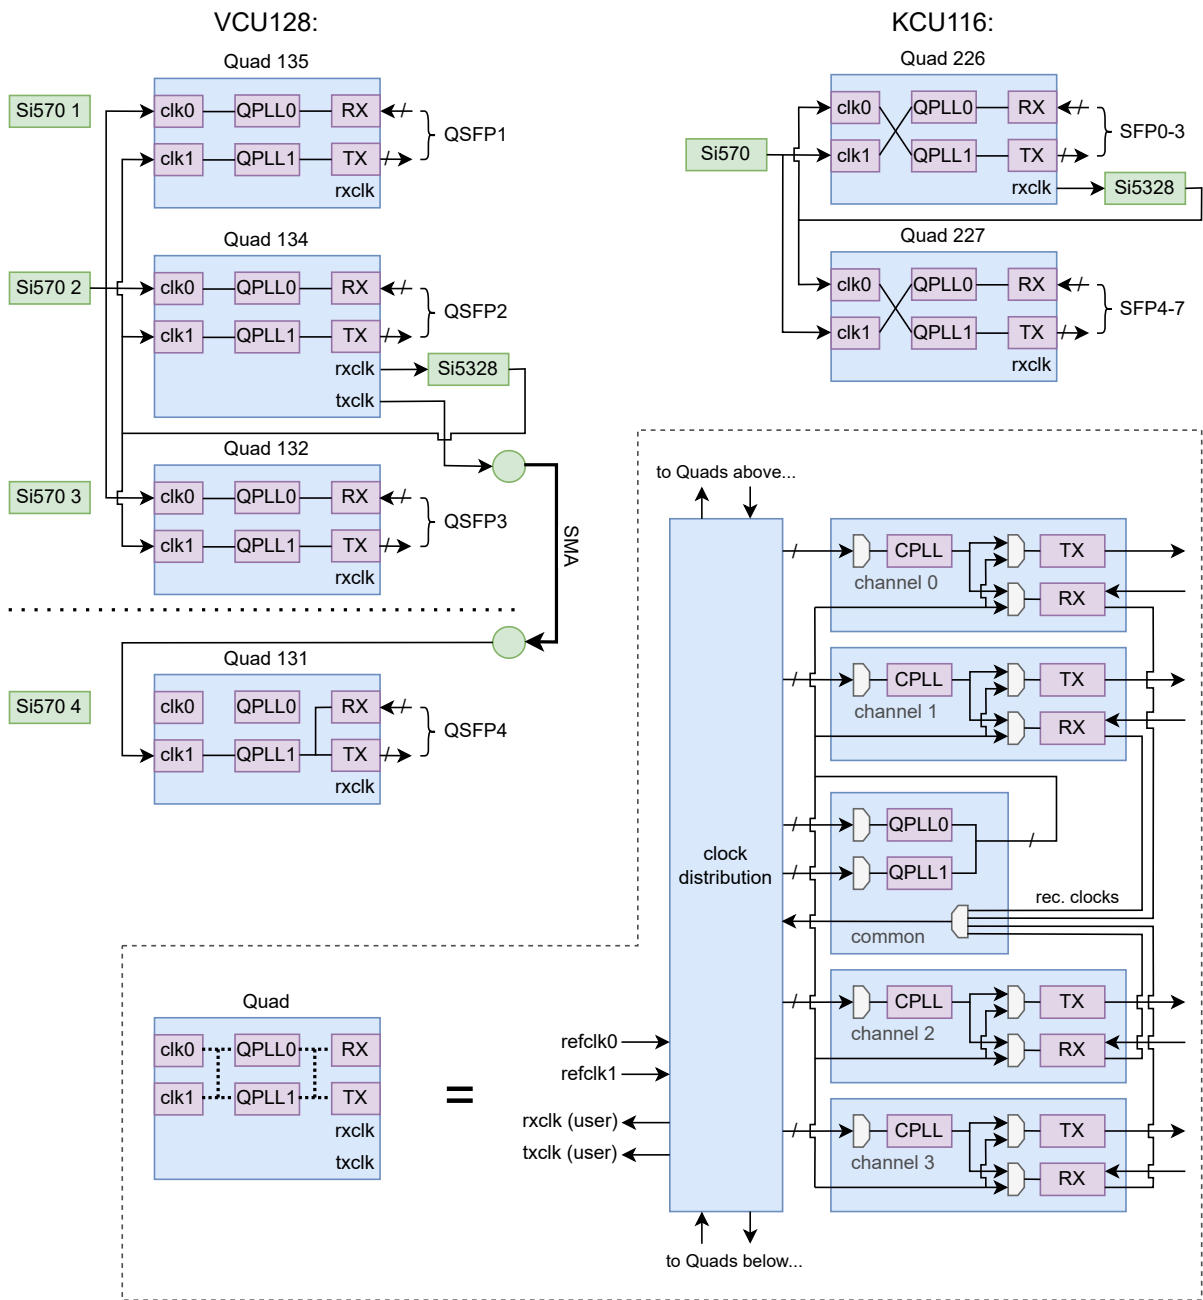 VCU128:
Quad 135
Si570 1
clk0
QPLL0
RX
clk1
QPLL1
TX
rxclk
QSFP1
Quad 134
Si570 2
clk0
QPLL0
RX
clk1
QPLL1
TX
rxclk
txclk
QSFP2
Si5328
Quad 132
Si570 3
clk0
QPLL0
RX
clk1
QPLL1
TX
rxclk
QSFP3
SMA
Quad 131
Si570 4
clk0
QPLL0
RX
clk1
QPLL1
TX
rxclk
QSFP4
KCU116:
Quad 226
Si570
clk0
QPLL0
RX
clk1
QPLL1
TX
rxclk
SFP0-3
Si5328
Quad 227
clk0
QPLL0
RX
clk1
QPLL1
TX
rxclk
SFP4-7
Quad
clk0
QPLL0
RX
clk1
QPLL1
TX
rxclk
txclk
=
to Quads above...
clock
distribution
refclk0
refclk1
rxclk (user)
txclk (user)
to Quads below...
CPLL
TX
channel 0
RX
CPLL
TX
channel 1
RX
QPLL0
QPLL1
rec. clocks
common
CPLL
TX
channel 2
RX
CPLL
TX
channel 3
RX